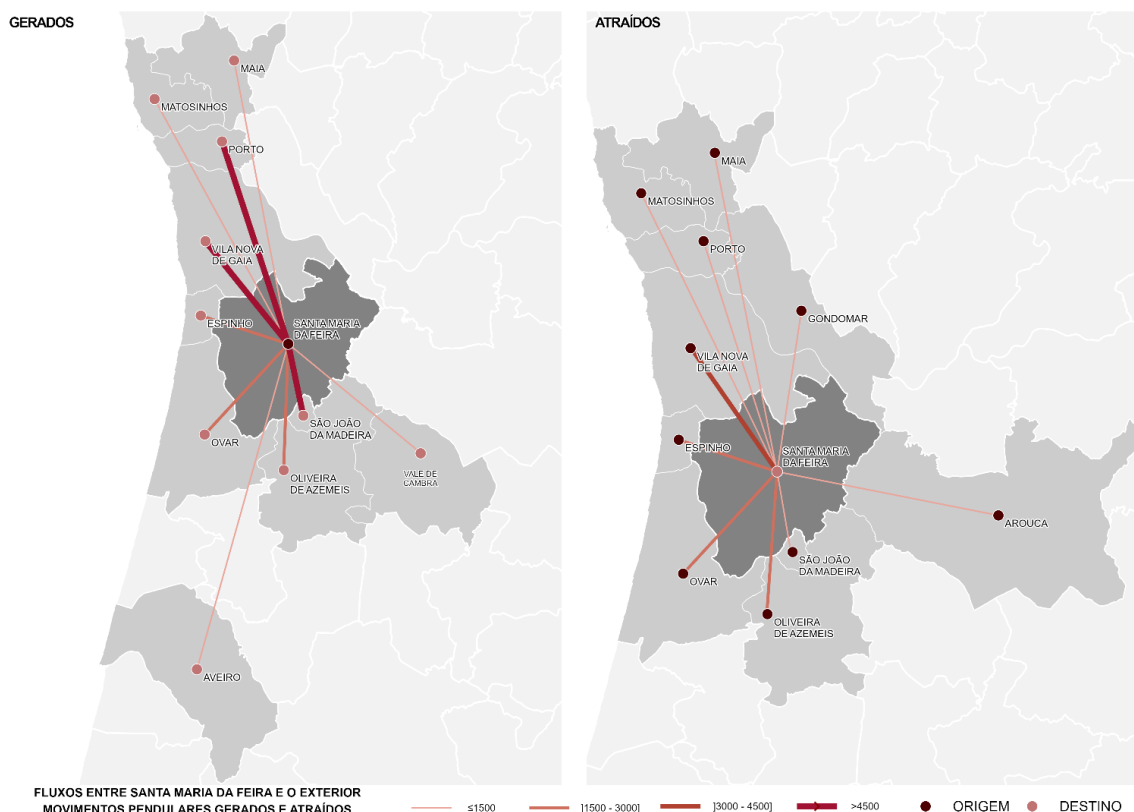 GERADOS
MAIA
MATOSINHOS
PORTO
VILA NOVA
DE GAIA
ESPINHO
SANTA MARIA
DA FEIRA
SÃO JOÃO
DA MADEIRA
OVAR
OLIVEIRA
DE AZEMEIS
VALE DE
CAMBRA
AVEIRO
ATRAÍDOS
MAIA
MATOSINHOS
PORTO
GONDOMAR
VILA NOVA
DE GAIA
ESPINHO
SANTA MARIA
DA FEIRA
AROUCA
SÃO JOÃO
DA MADEIRA
OVAR
OLIVEIRA
DE AZEMEIS
FLUXOS ENTRE SANTA MARIA DA FEIRA E O EXTERIOR
MOVIMENTOS PENDULARES GERADOS E ATRAÍDOS
≤1500
]1500 - 3000]
]3000 - 4500]
>4500
ORIGEM
DESTINO